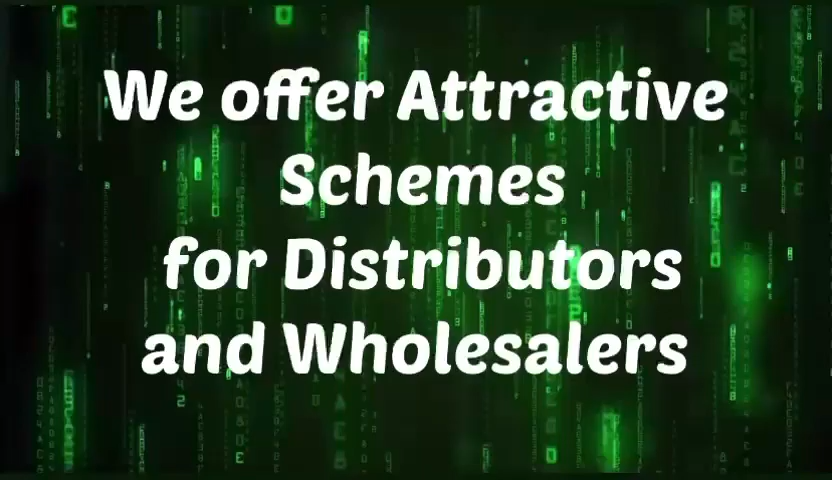 We offer Attractive
Schemes
for Distributors
and Wholesalers